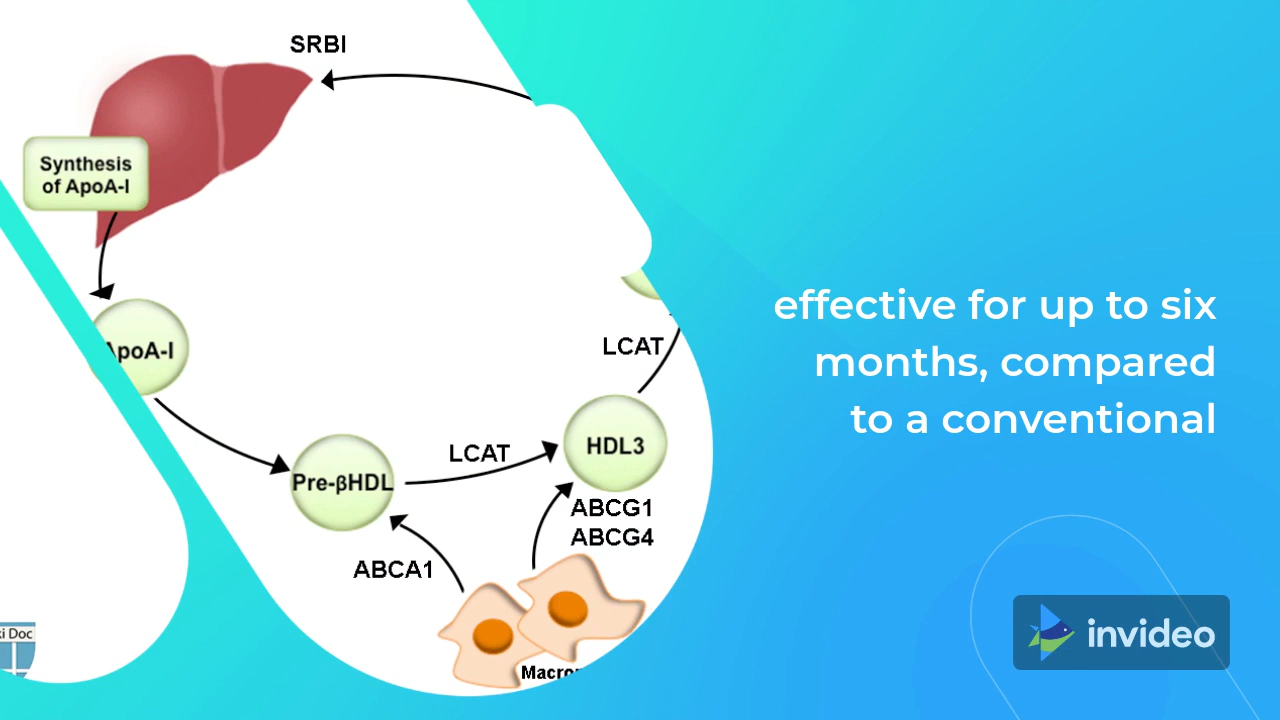 SRBI
Synthesis
of ApoA-I
ApoA-I
LCAT
HDL3
LCAT
Pre-βHDL
ABCG1
ABCG4
ABCA1
effective for up to six
months, compared
to a conventional
invideo
Doc